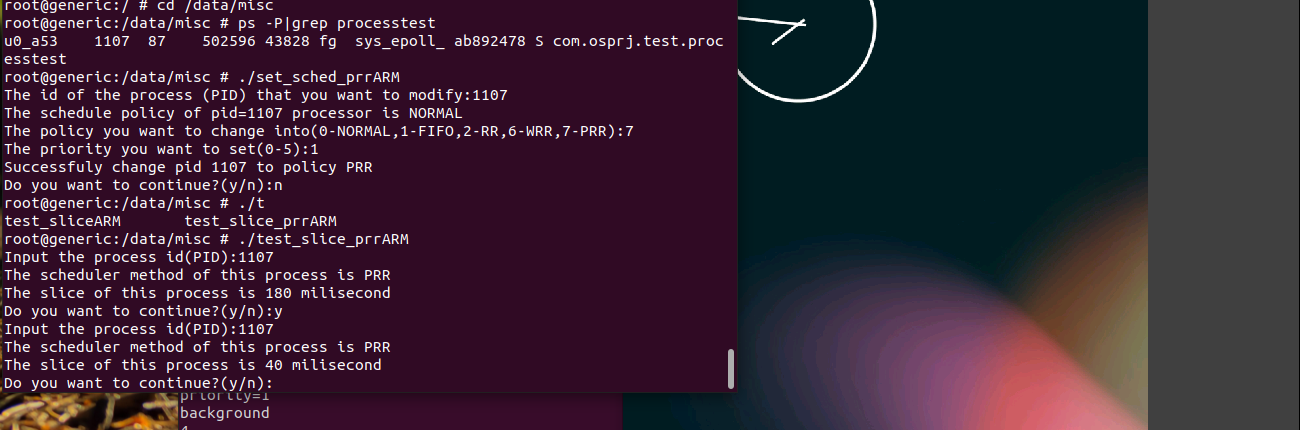 root@generic:/ # cd /data/misc
root@generic:/data/misc # ps -P|grep processtest
u0_a53    1107  87    502596 43828 fg  sys_epoll_ ab892478 S com.osprj.test.proc
esstest
root@generic:/data/misc # ./set_sched_prrARM
The id of the process (PID) that you want to modify:1107
The schedule policy of pid=1107 processor is NORMAL
The policy you want to change into(0-NORMAL,1-FIFO,2-RR,6-WRR,7-PRR):7
The priority you want to set(0-5):1
Successfuly change pid 1107 to policy PRR
Do you want to continue?(y/n):n
root@generic:/data/misc # ./t
test_sliceARM       test_slice_prrARM
root@generic:/data/misc # ./test_slice_prrARM
Input the process id(PID):1107
The scheduler method of this process is PRR
The slice of this process is 180 milisecond
Do you want to continue?(y/n):y
Input the process id(PID):1107
The scheduler method of this process is PRR
The slice of this process is 40 milisecond
Do you want to continue?(y/n):
priority=1
background